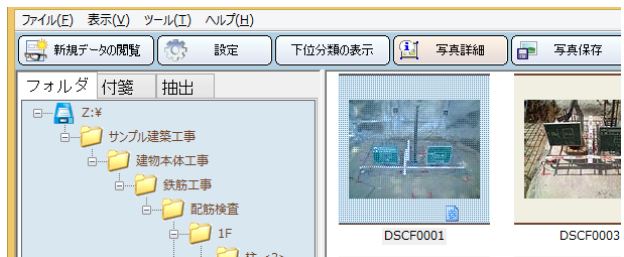 ファイル(F) 表示(V) ツール(T) ヘルプ(H)
新規データの閲覧 設定 下位分類の表示 写真詳細 写真保存
フォルダ 付箋 抽出
Z:¥
サンプル建築工事
建物本体工事
鉄筋工事
配筋検査
1F
DSCF0001
DSCF0003